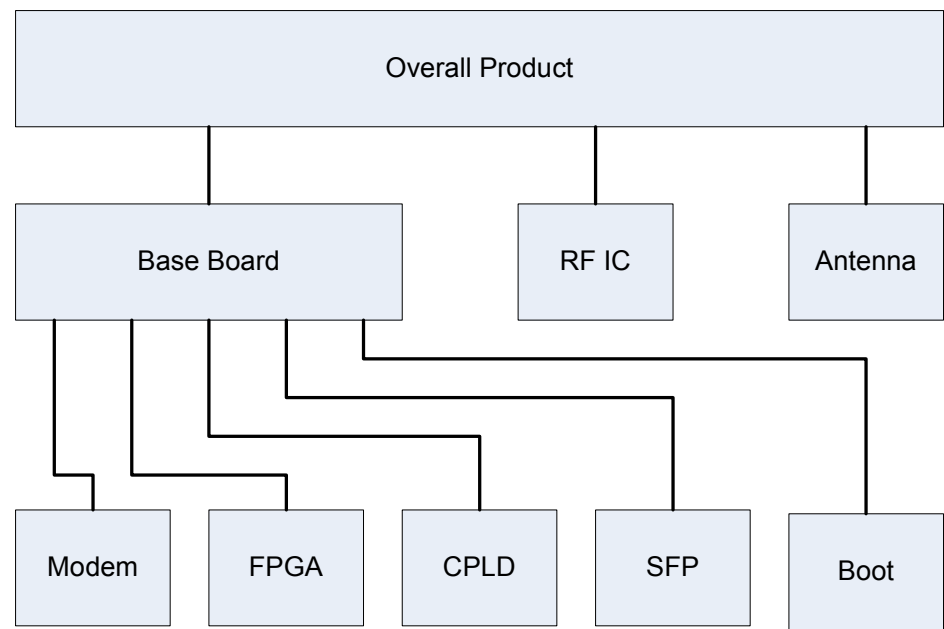 Overall Product
Base Board
RF IC
Antenna
Modem
FPGA
CPLD
SFP
Boot